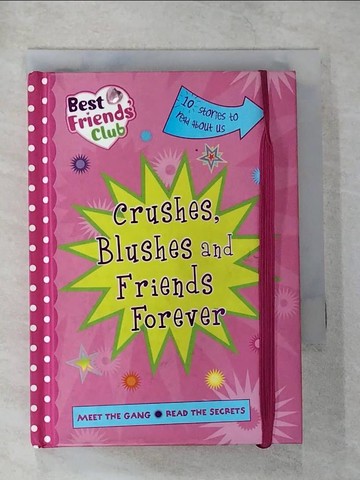 Best
Friends'
Club
10 stories to
read about us
Crushes,
Blushes and
Friends
Forever
MEET THE GANG READ THE SECRETS